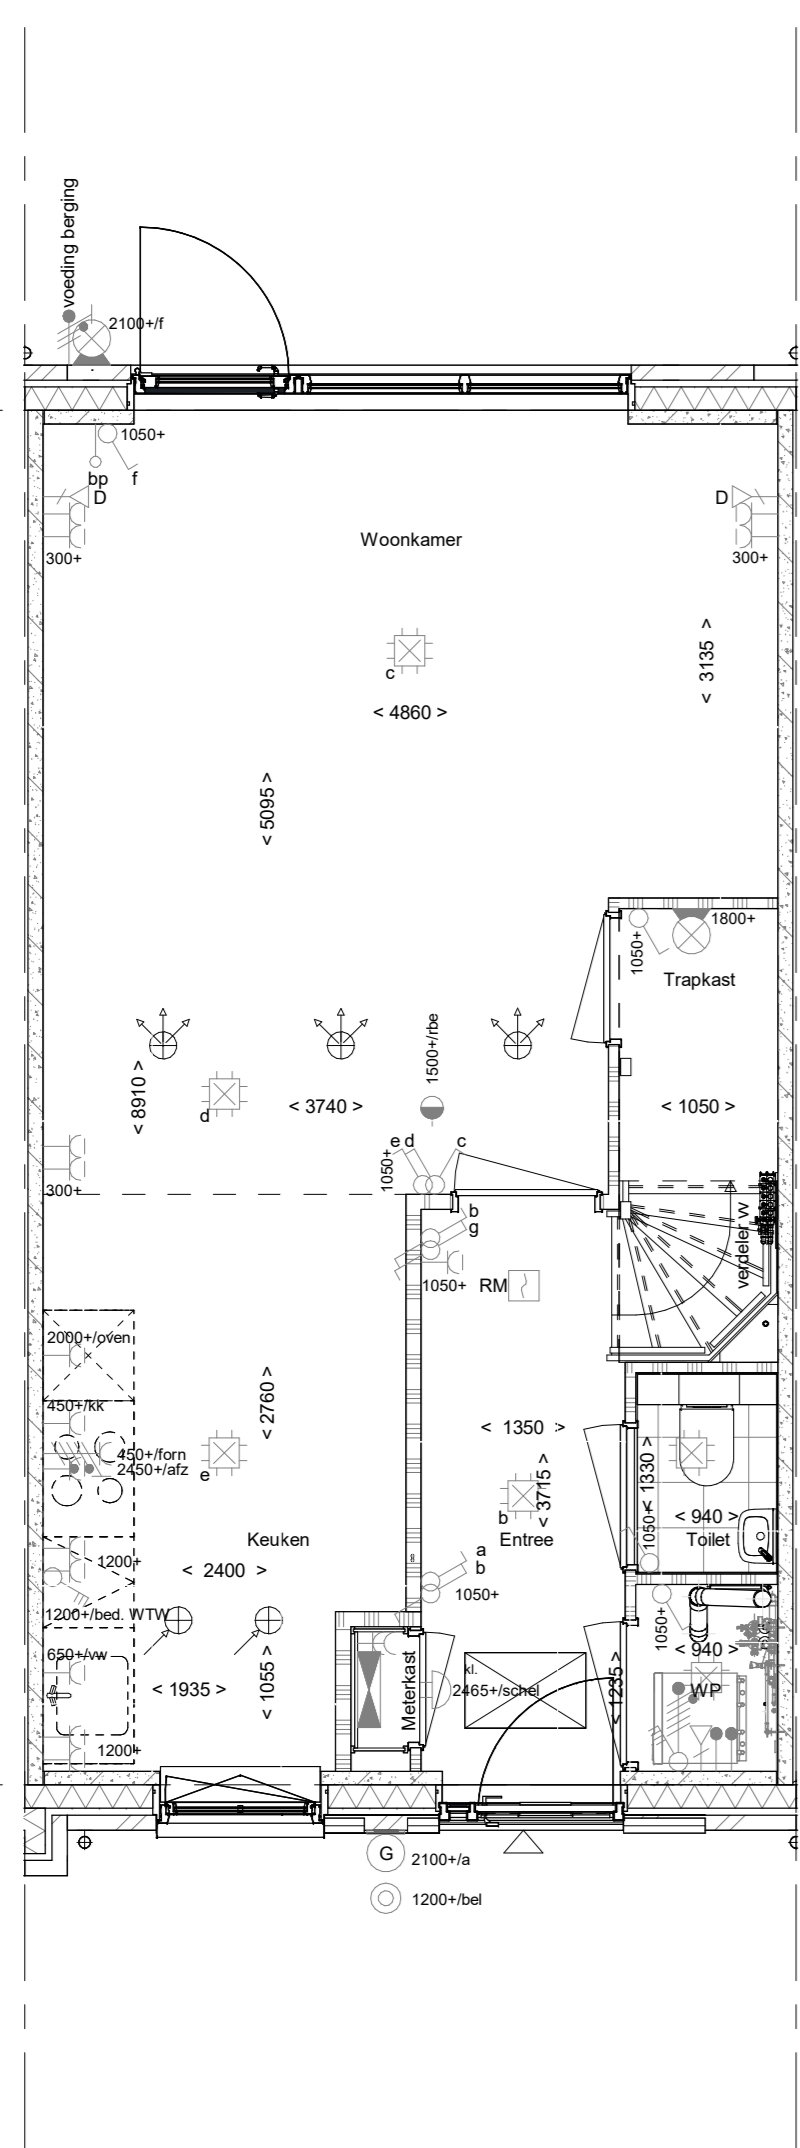 voeding berging
2100+/f
1050+
bp
f
D
D
300+
300+
Woonkamer
< 3135 >
c
< 4860 >
< 5095 >
1050+
1800+
Trapkast
1500+/rbe
< 8910 >
d
< 3740 >
< 1050 >
e d
c
1050+
300+
b
g
1050+
RM
verdeler vv
2000+/oven
450+/kk
< 2760 >
< 1350 >
450+/forn
2450+/afz
e
< 3715 >
b
< 1330 >
< 940 >
1050+
Keuken
Entree
Toilet
a
b
1200+
< 2400 >
1050+
1200+/bed. WTW
1050+
650+/vw
< 940 >
kl.
2465+/schel
WP
< 1935 >
< 1055 >
Meterkast
< 1235 >
1200+
G
2100+/a
1200+/bel